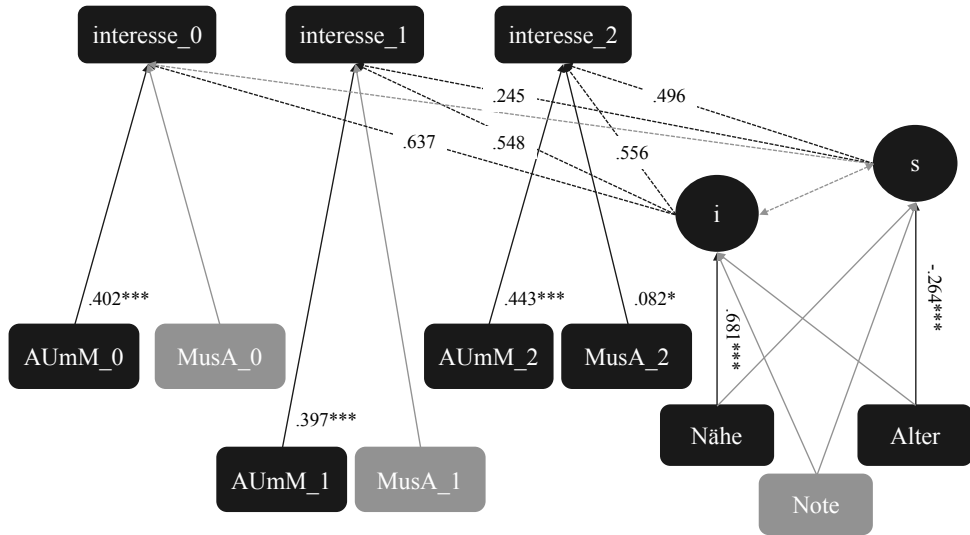 interesse_0
interesse_1
interesse_2
.245
.496
.637
.548
.556
s
i
.402***
.443***
.082*
-.264***
.681***
AUmM_0
MusA_0
AUmM_2
MusA_2
.397***
Nähe
Alter
AUmM_1
MusA_1
Note